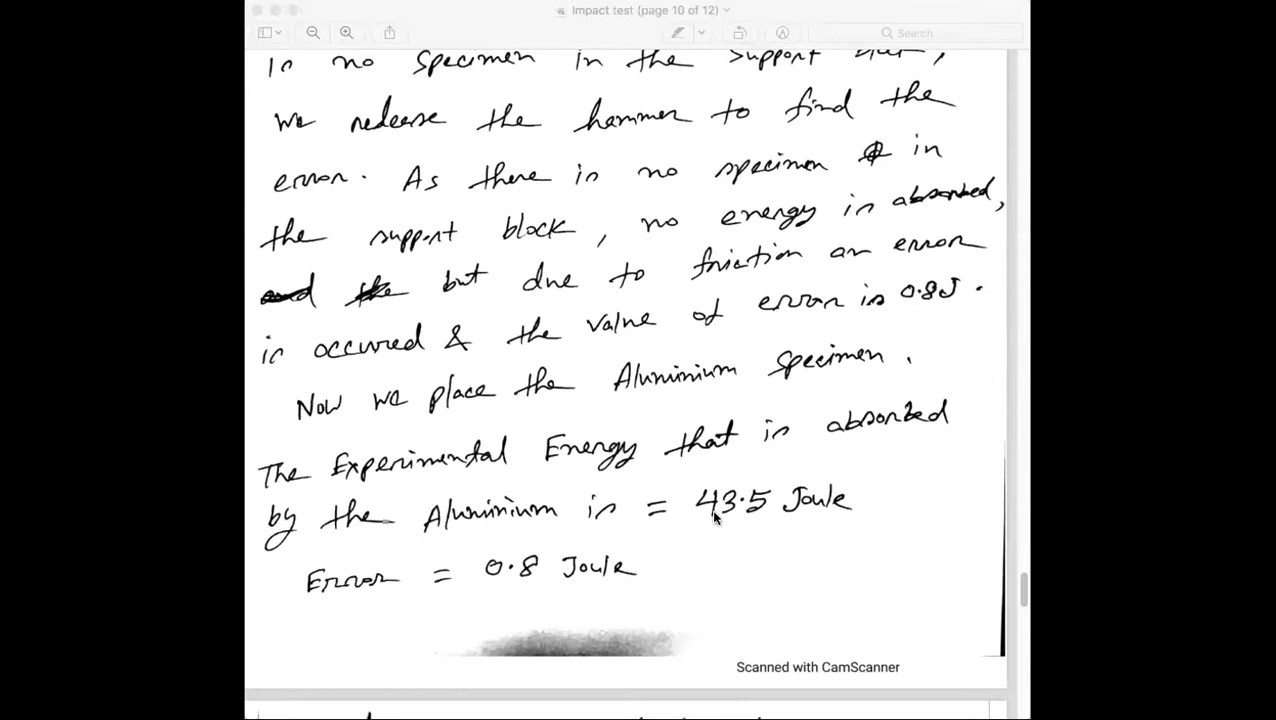 Impact test (page 10 of 12)
Search
is no specimen in the support
we release the hammer to find the
error. As there is no specimen in
the support block, no energy is absorbed,
but due to friction an error
is occured & the value of error is 0.8J.
Now we place the Aluminium specimen.
The Experimental Energy that is absorbed
by the Aluminium is = 43.5 Joule
Error = 0.8 Joule
Scanned with CamScanner